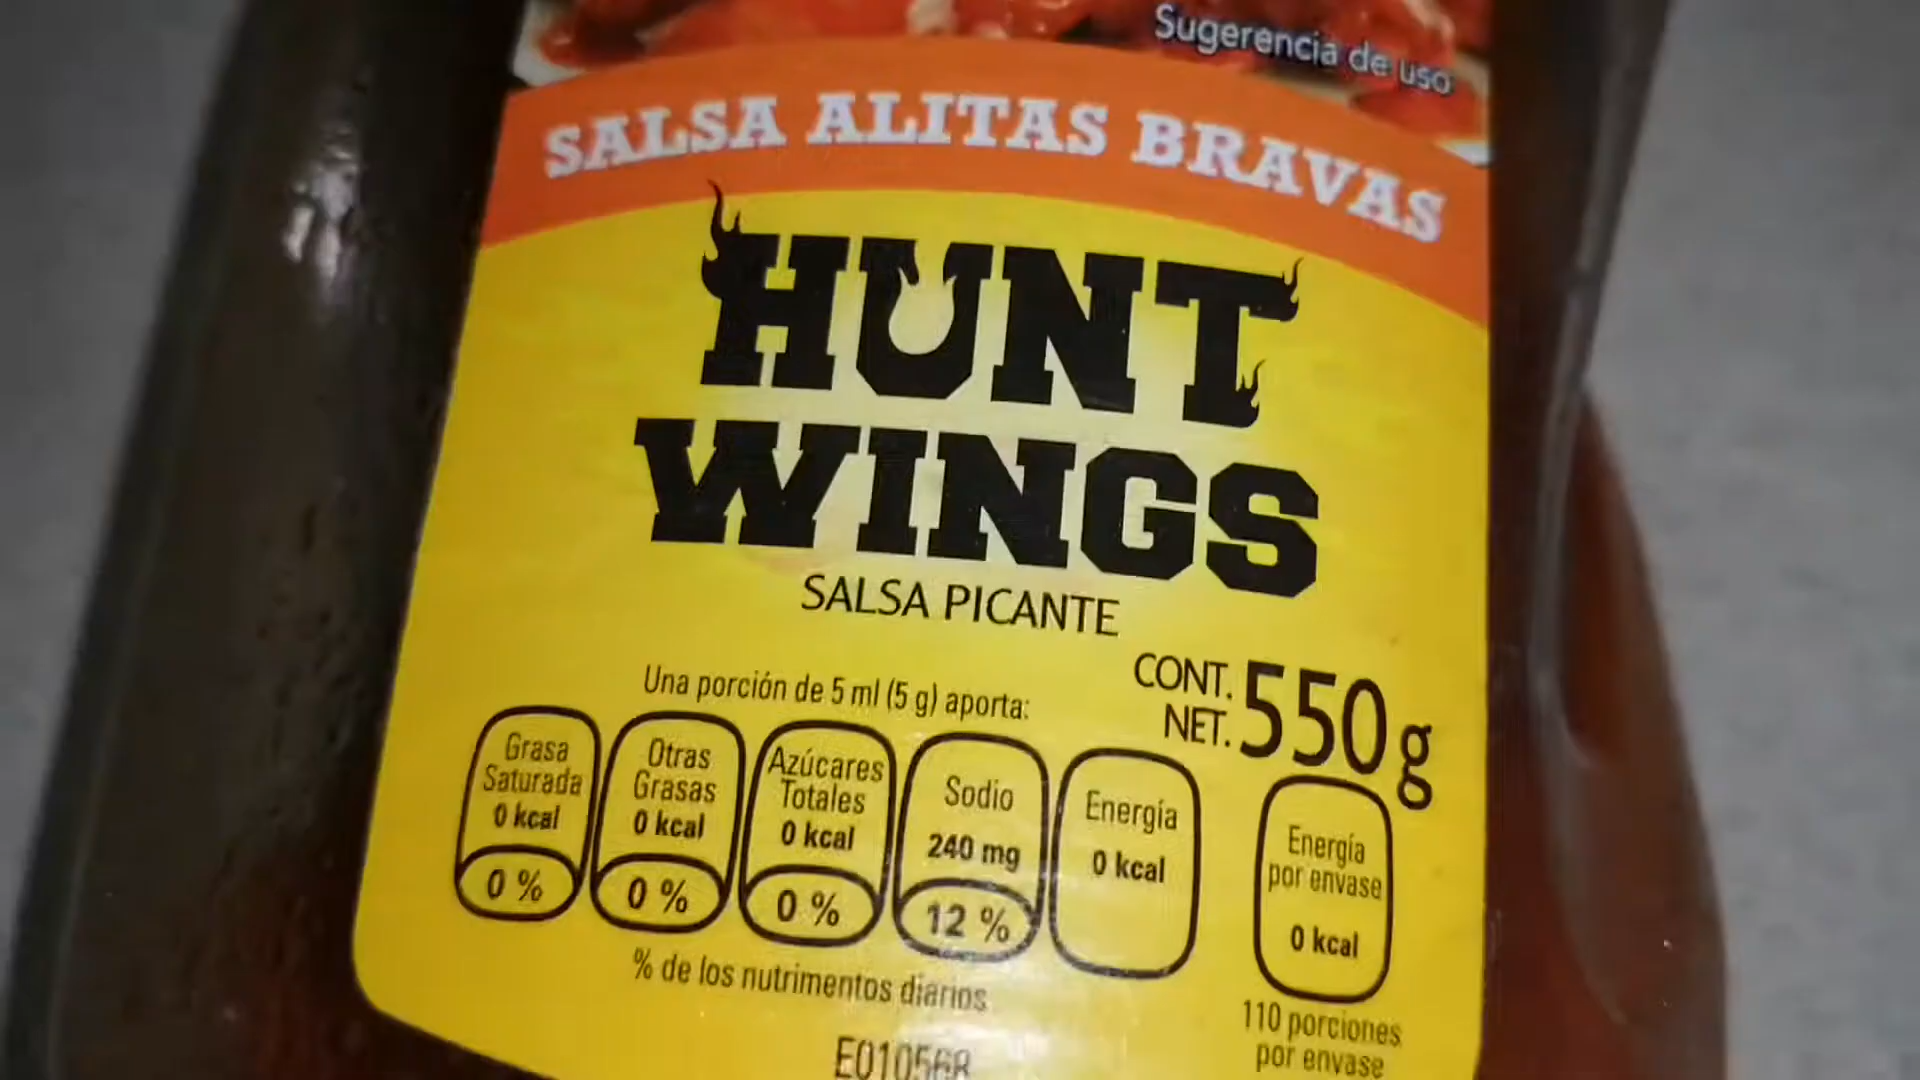 Sugerencia de uso
SALSA ALITAS BRAVAS
HUNT
WINGS
SALSA PICANTE
CONT.
NET.
550 g
Una porción de 5 ml (5 g) aporta:
Grasa
Saturada
0 kcal
0 %
Otras
Grasas
0 kcal
0 %
Azúcares
Totales
0 kcal
0 %
Sodio
240 mg
12 %
Energía
0 kcal
Energía
por envase
0 kcal
% de los nutrimentos diarios
110 porciones
por envase